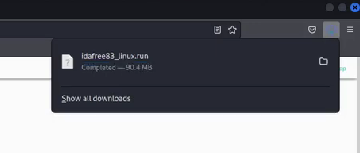 idafree83_linux.run
Completed — 90.4 MB
Show all downloads